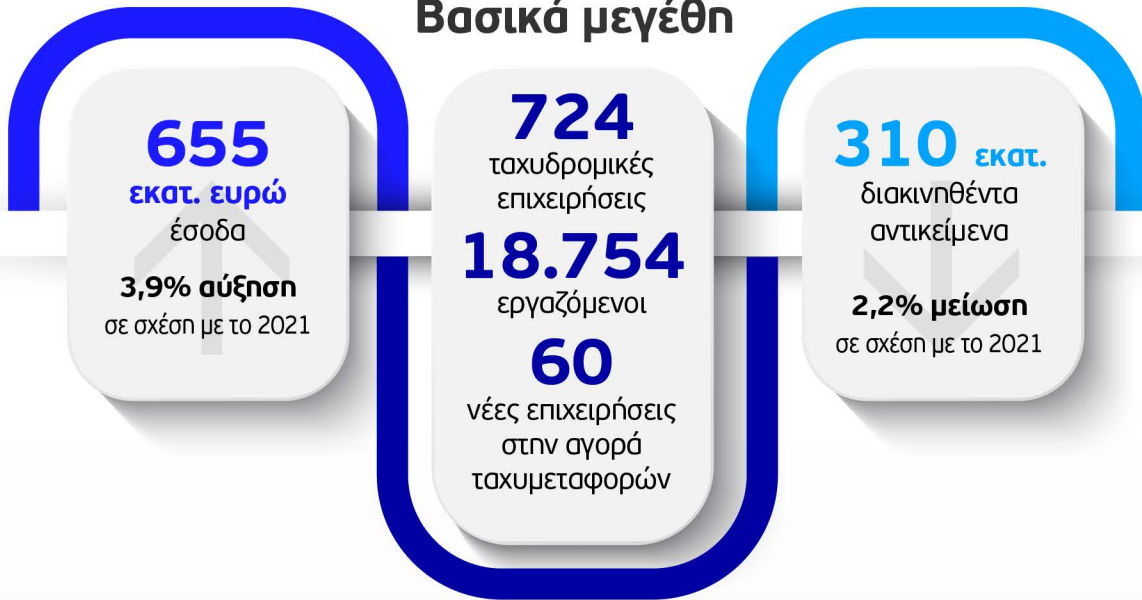 Βασικά μεγέθη
655
εκατ. ευρώ
έσοδα
3,9% αύξηση
σε σχέση με το 2021
724
ταχυδρομικές
επιχειρήσεις
18.754
εργαζόμενοι
60
νέες επιχειρήσεις
στην αγορά
ταχυμεταφορών
310 εκατ.
διακινηθέντα
αντικείμενα
2,2% μείωση
σε σχέση με το 2021